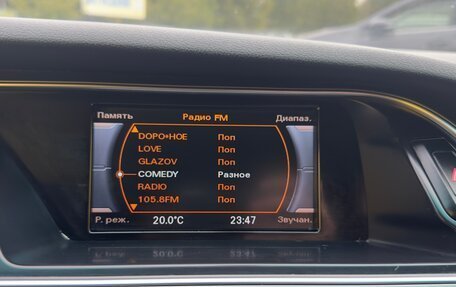 Память Радио FM Диапаз.
DOPO*HOE Поп
LOVE Поп
GLAZOV Поп
COMEDY Разное
RADIO Поп
105.8FM Поп
Р. реж. 20.0°C 23:47 Звучан.